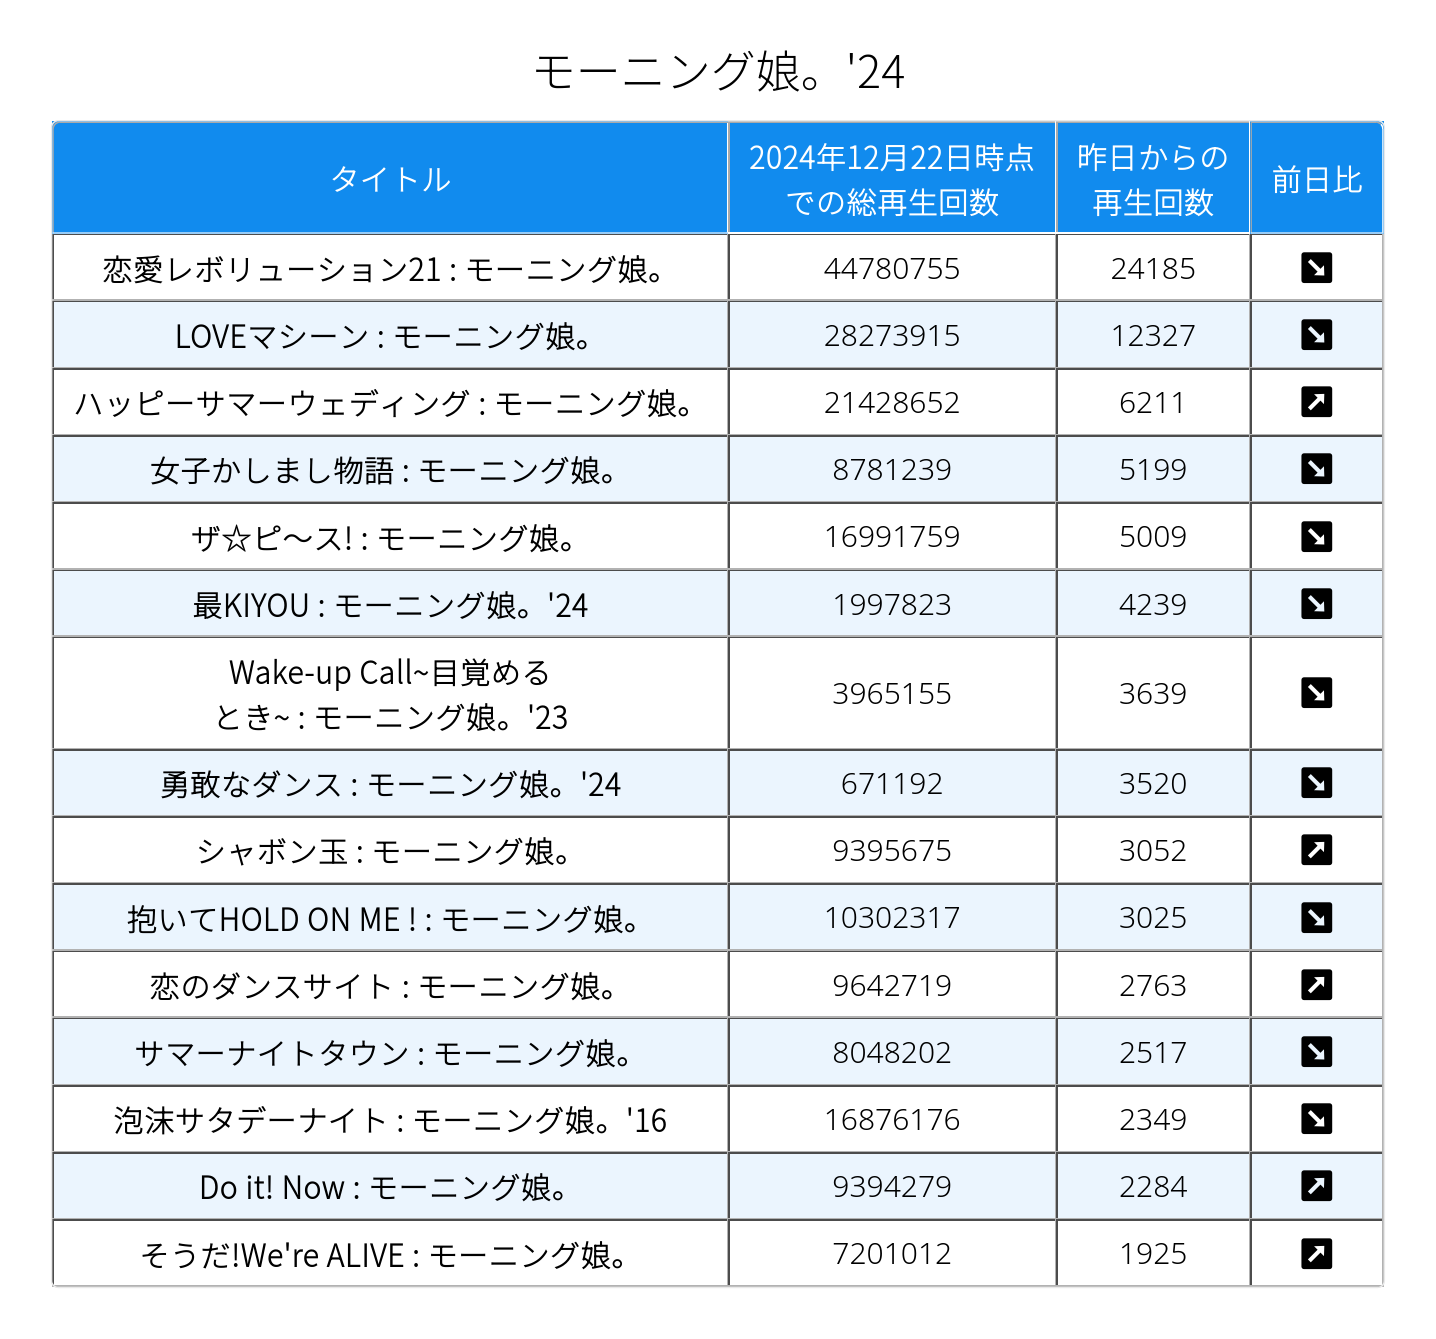 モーニング娘。'24
タイトル
2024年12月22日時点
での総再生回数
昨日からの
再生回数
前日比
恋愛レボリューション21 : モーニング娘。 44780755 24185 ↘
LOVEマシーン : モーニング娘。 28273915 12327 ↘
ハッピーサマーウェディング : モーニング娘。 21428652 6211 ↗
女子かしまし物語 : モーニング娘。 8781239 5199 ↘
ザ☆ピ〜ス! : モーニング娘。 16991759 5009 ↘
最KIYOU : モーニング娘。'24 1997823 4239 ↘
Wake-up Call~目覚める
とき~ : モーニング娘。'23 3965155 3639 ↘
勇敢なダンス : モーニング娘。'24 671192 3520 ↘
シャボン玉 : モーニング娘。 9395675 3052 ↗
抱いてHOLD ON ME ! : モーニング娘。 10302317 3025 ↘
恋のダンスサイト : モーニング娘。 9642719 2763 ↗
サマーナイトタウン : モーニング娘。 8048202 2517 ↘
泡沫サタデーナイト : モーニング娘。'16 16876176 2349 ↘
Do it! Now : モーニング娘。 9394279 2284 ↗
そうだ!We're ALIVE : モーニング娘。 7201012 1925 ↗